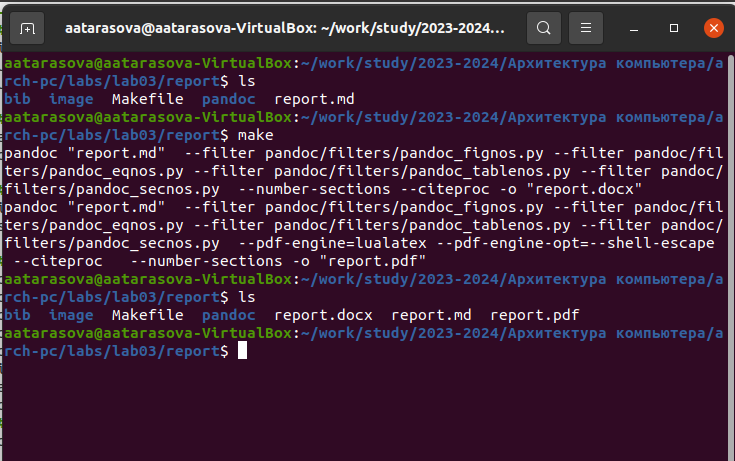 aatarasova@aatarasova-VirtualBox: ~/work/study/2023-2024...
aatarasova@aatarasova-VirtualBox:~/work/study/2023-2024/Архитектура компьютера/a
rch-pc/labs/lab03/report$ ls
bib  image  Makefile  pandoc  report.md
aatarasova@aatarasova-VirtualBox:~/work/study/2023-2024/Архитектура компьютера/a
rch-pc/labs/lab03/report$ make
pandoc "report.md"  --filter pandoc/filters/pandoc_fignos.py --filter pandoc/fil
ters/pandoc_eqnos.py --filter pandoc/filters/pandoc_tablenos.py --filter pandoc/
filters/pandoc_secnos.py  --number-sections --citeproc -o "report.docx"
pandoc "report.md"  --filter pandoc/filters/pandoc_fignos.py --filter pandoc/fil
ters/pandoc_eqnos.py --filter pandoc/filters/pandoc_tablenos.py --filter pandoc/
filters/pandoc_secnos.py  --pdf-engine=lualatex --pdf-engine-opt=--shell-escape
 --citeproc   --number-sections -o "report.pdf"
aatarasova@aatarasova-VirtualBox:~/work/study/2023-2024/Архитектура компьютера/a
rch-pc/labs/lab03/report$ ls
bib  image  Makefile  pandoc  report.docx  report.md  report.pdf
aatarasova@aatarasova-VirtualBox:~/work/study/2023-2024/Архитектура компьютера/a
rch-pc/labs/lab03/report$